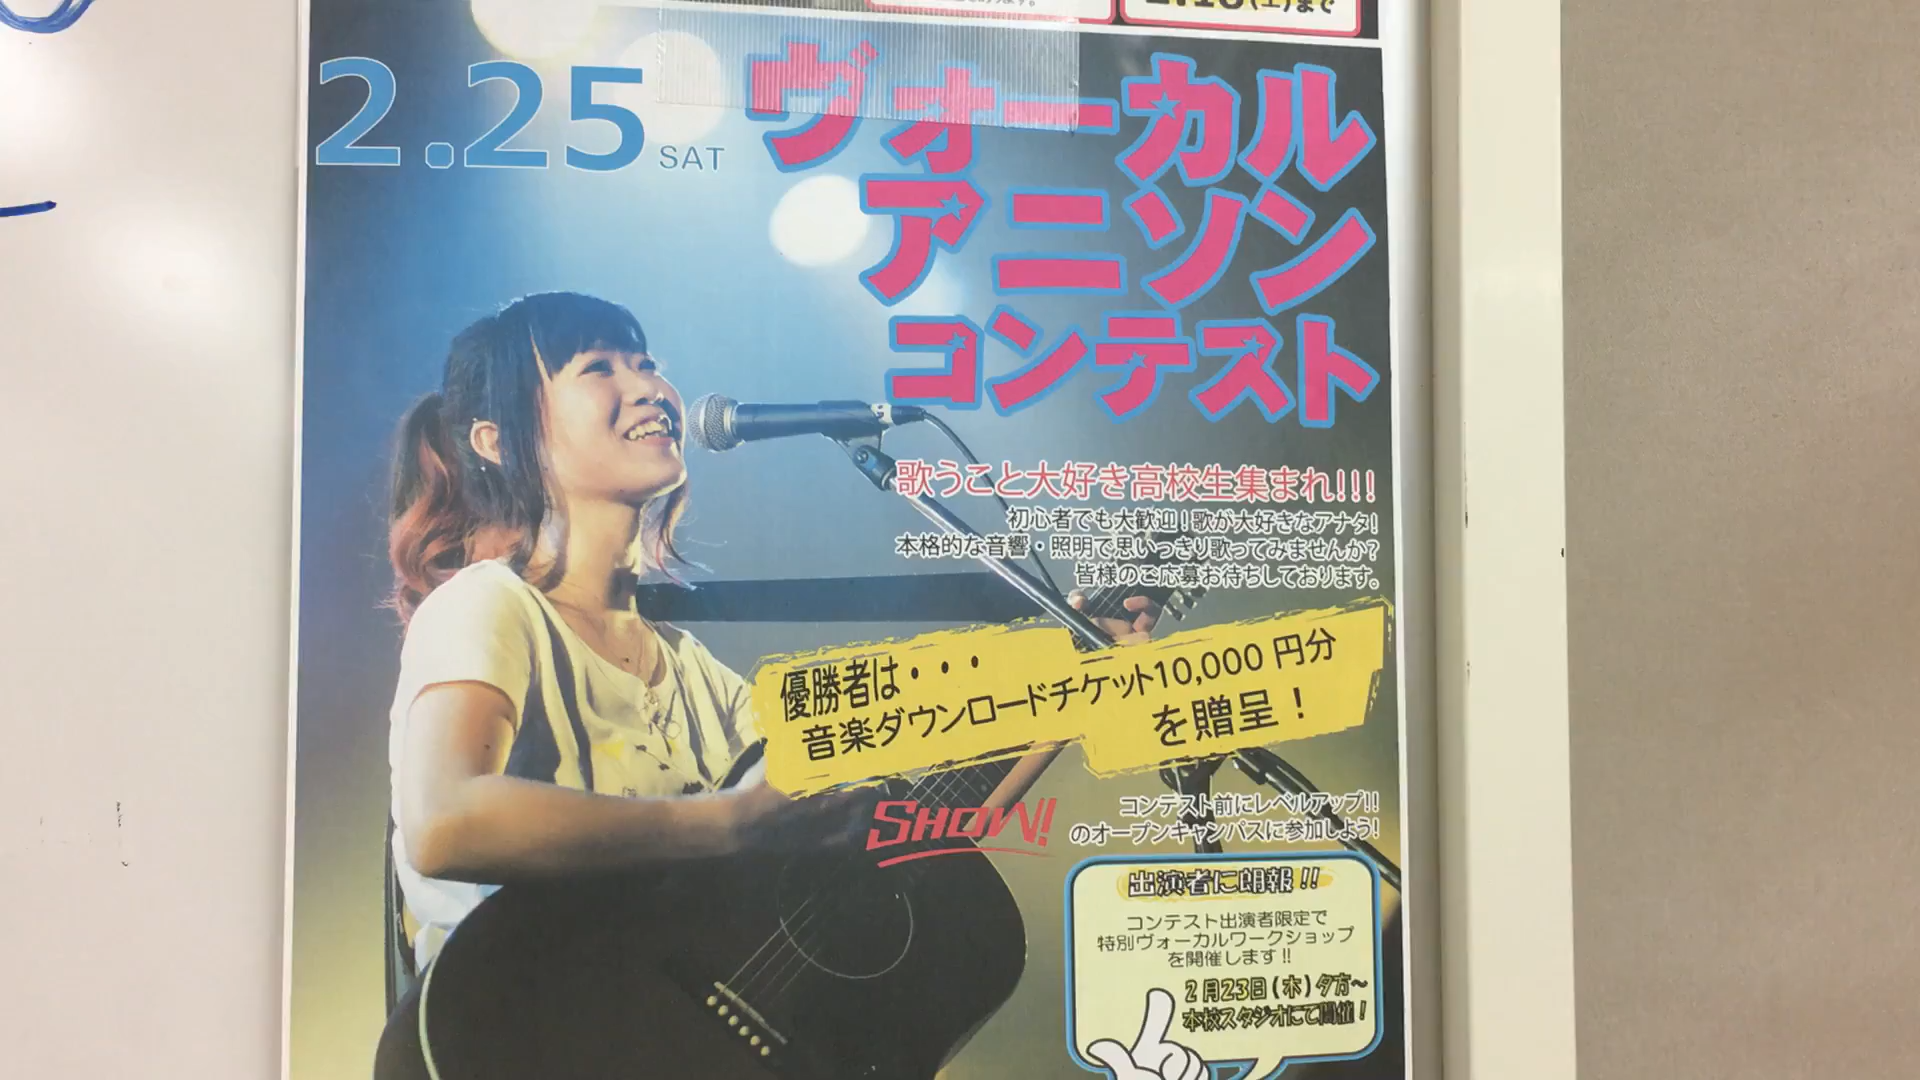 (土)まで
2.25 SAT
ヴォーカル
アニソン
コンテスト
歌うこと大好き高校生集まれ!!!
初心者でも大歓迎!歌が大好きなアナタ!
本格的な音響・照明で思いっきり歌ってみませんか?
皆様のご応募お待ちしております。
優勝者は・・・
音楽ダウンロードチケット10,000 円分
を贈呈!
SHOW!
コンテスト前にレベルアップ!!
のオープンキャンパスに参加しよう!
出演者に朗報!!
コンテスト出演者限定で
特別ヴォーカルワークショップ
を開催します!!
2月23日(木)夕方~
本校スタジオにて開催!